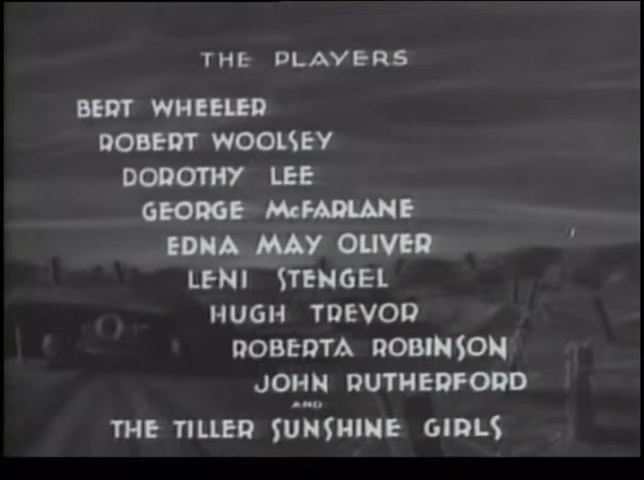 THE PLAYERS
BERT WHEELER
ROBERT WOOLSEY
DOROTHY LEE
GEORGE McFARLANE
EDNA MAY OLIVER
LENI STENGEL
HUGH TREVOR
ROBERTA ROBINSON
JOHN RUTHERFORD
AND
THE TILLER SUNSHINE GIRLS